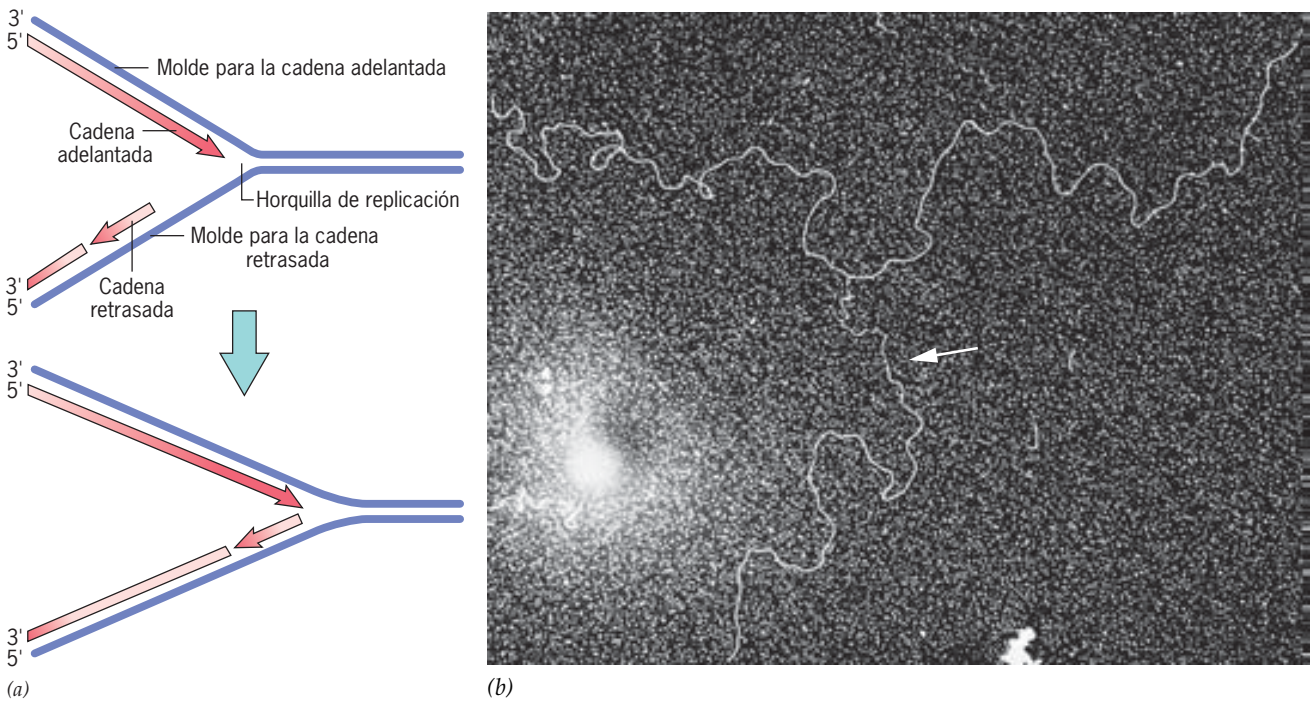 3'
5'
Molde para la cadena adelantada
Cadena
adelantada
Horquilla de replicación
Molde para la cadena
retrasada
Cadena
retrasada
3'
5'
3'
5'
3'
5'
(a)
(b)